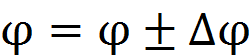 φ = φ ± Δφ